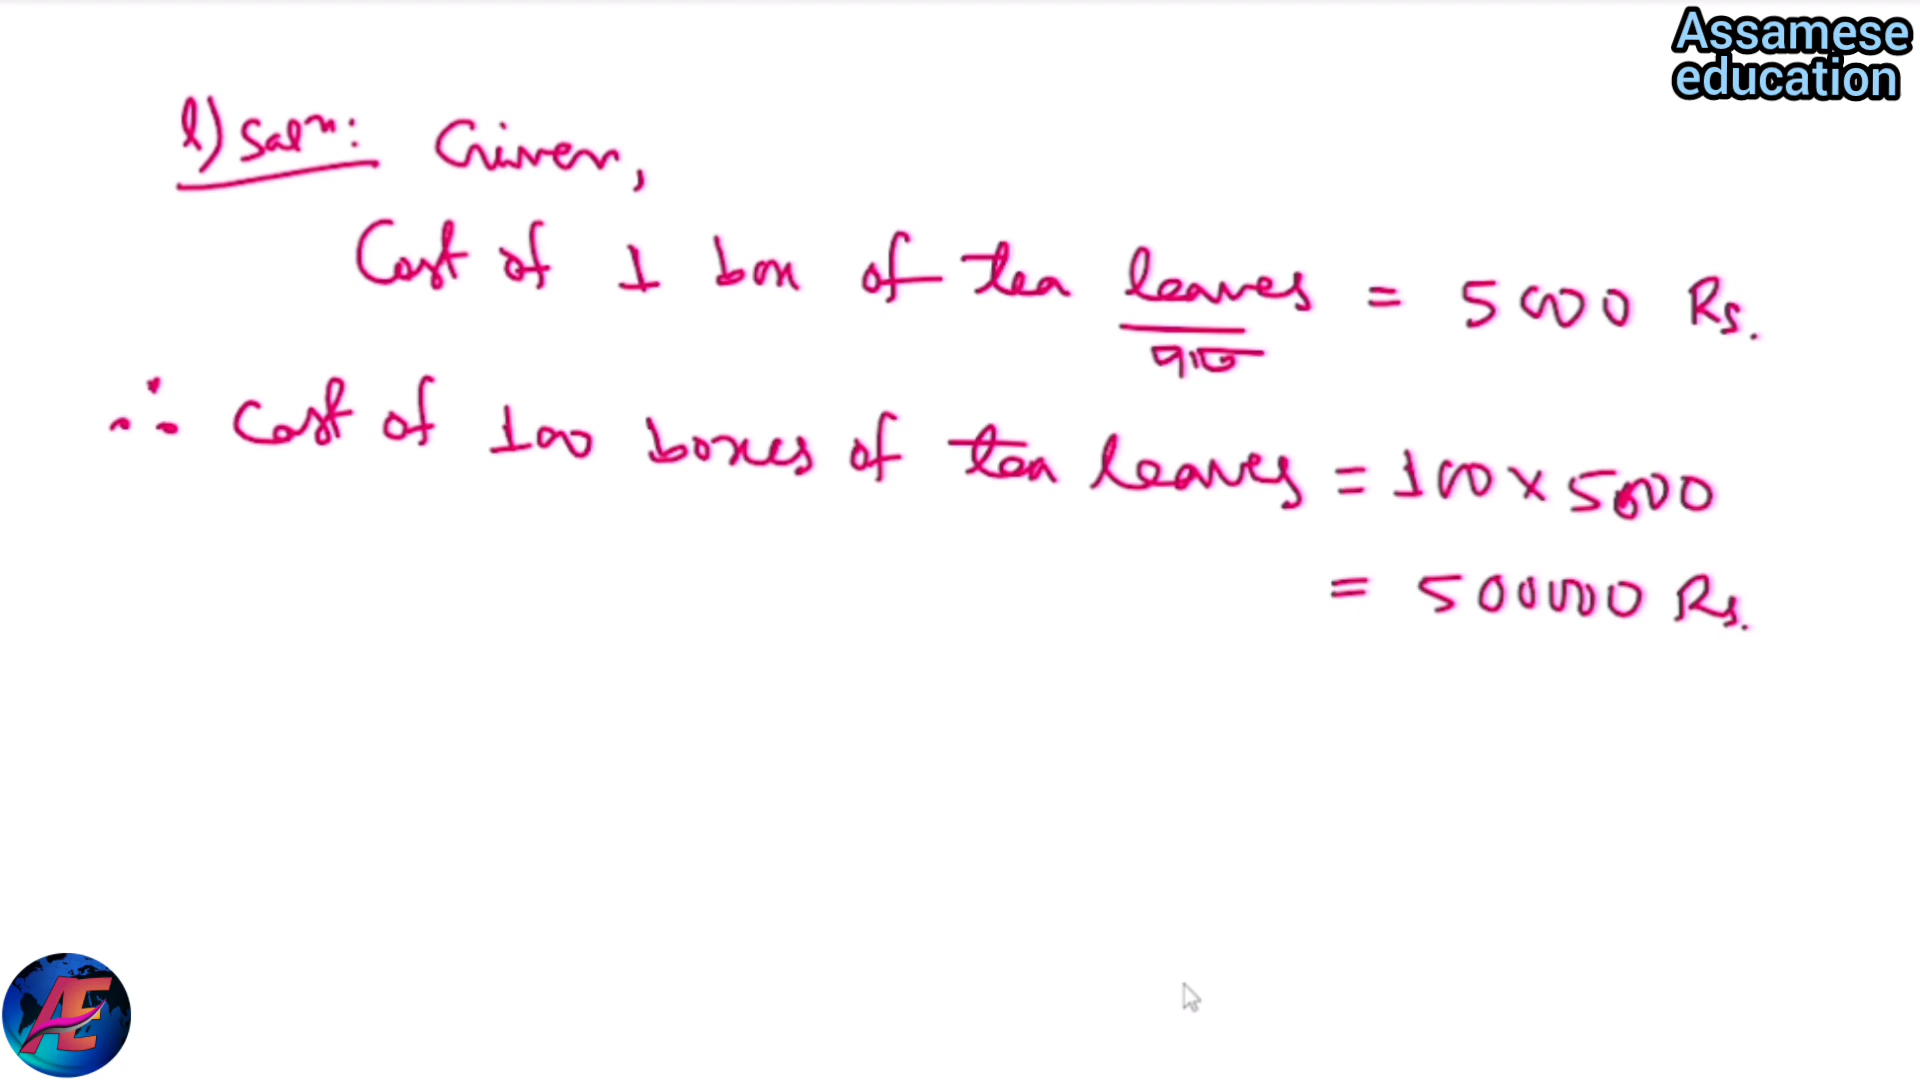 Assamese
education
1) Solⁿ: Given,
Cost of 1 box of tea leaves = 5000 Rs.
পাত
∴ Cost of 100 boxes of tea leaves = 100 × 5000
= 500000 Rs.
AE